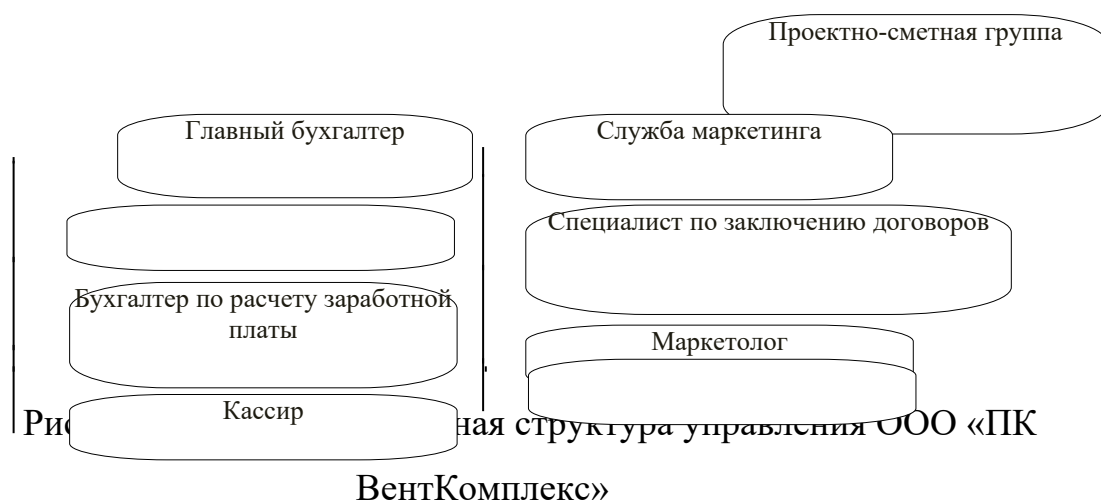 Проектно-сметная группа
Главный бухгалтер
Служба маркетинга
Специалист по заключению договоров
Бухгалтер по расчету заработной
платы
Маркетолог
Кассир
структура управления ООО «ПК
ВентКомплекс»